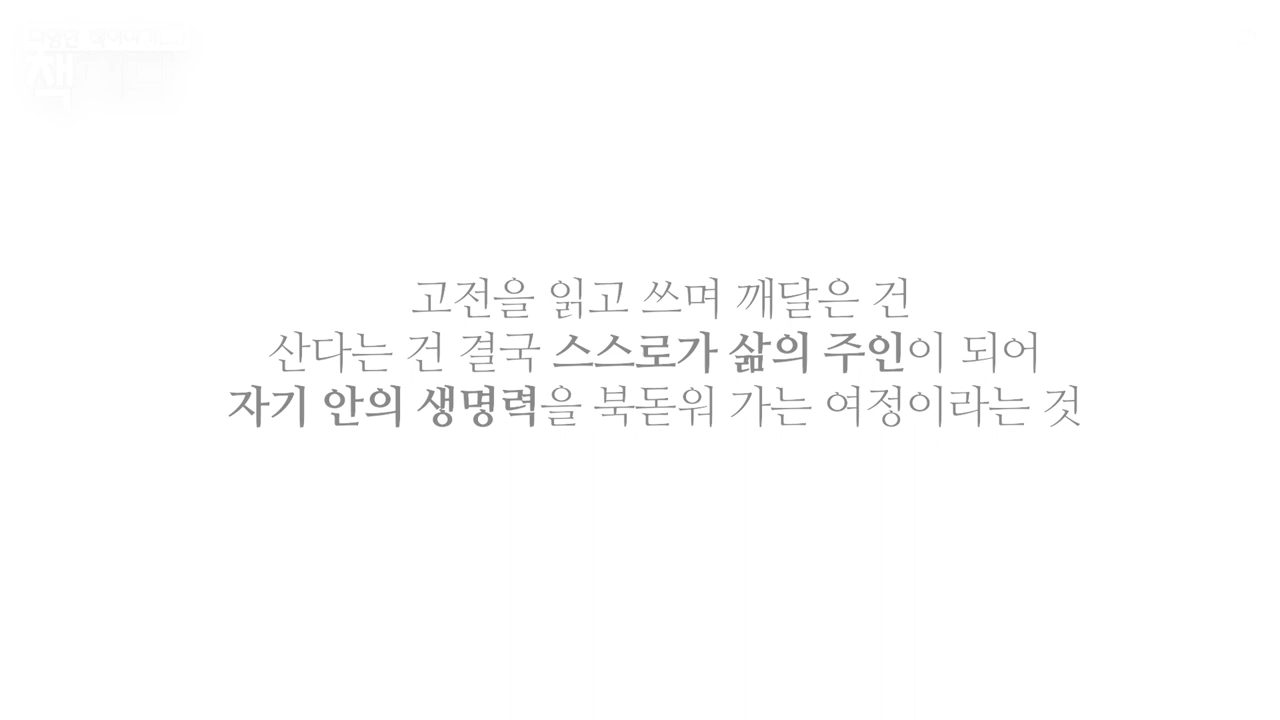 책
고전을 읽고 쓰며 깨달은 건
산다는 건 결국 스스로가 삶의 주인이 되어
자기 안의 생명력을 북돋워 가는 여정이라는 것